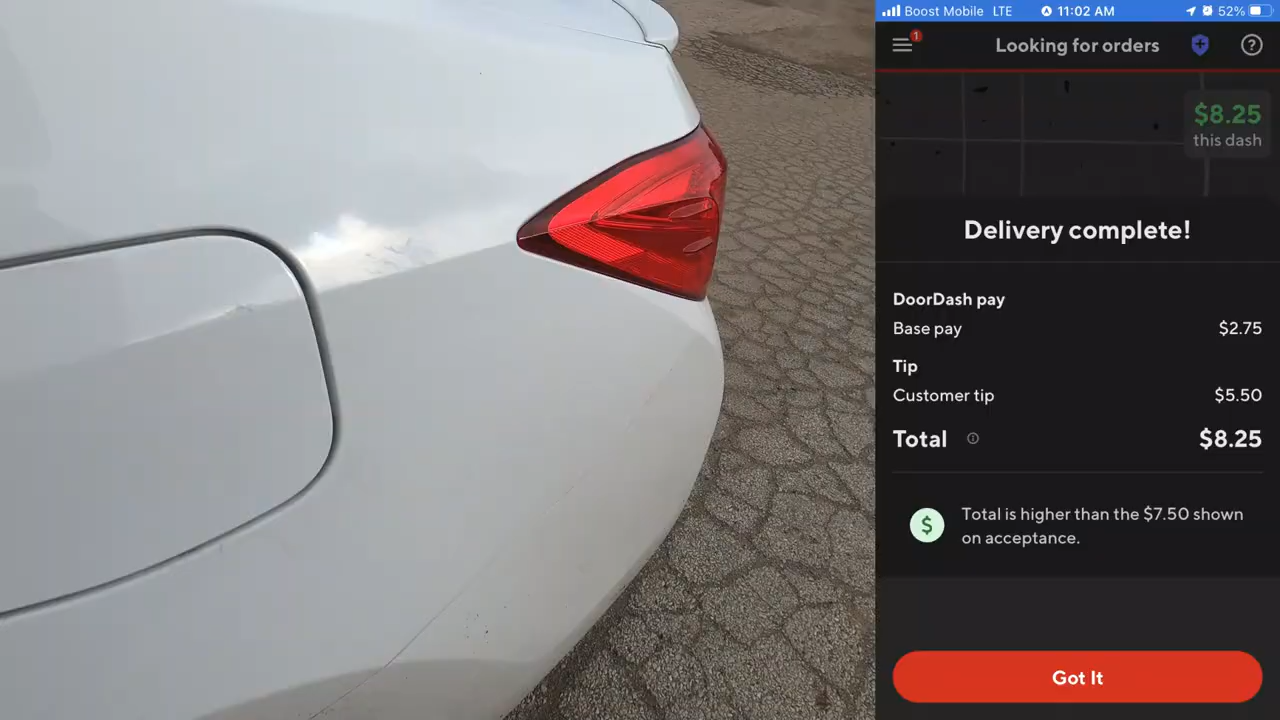 Boost Mobile LTE 11:02 AM 52%
1
Looking for orders
$8.25
this dash
Delivery complete!
DoorDash pay
Base pay $2.75
Tip
Customer tip $5.50
Total $8.25
$ Total is higher than the $7.50 shown
on acceptance.
Got It